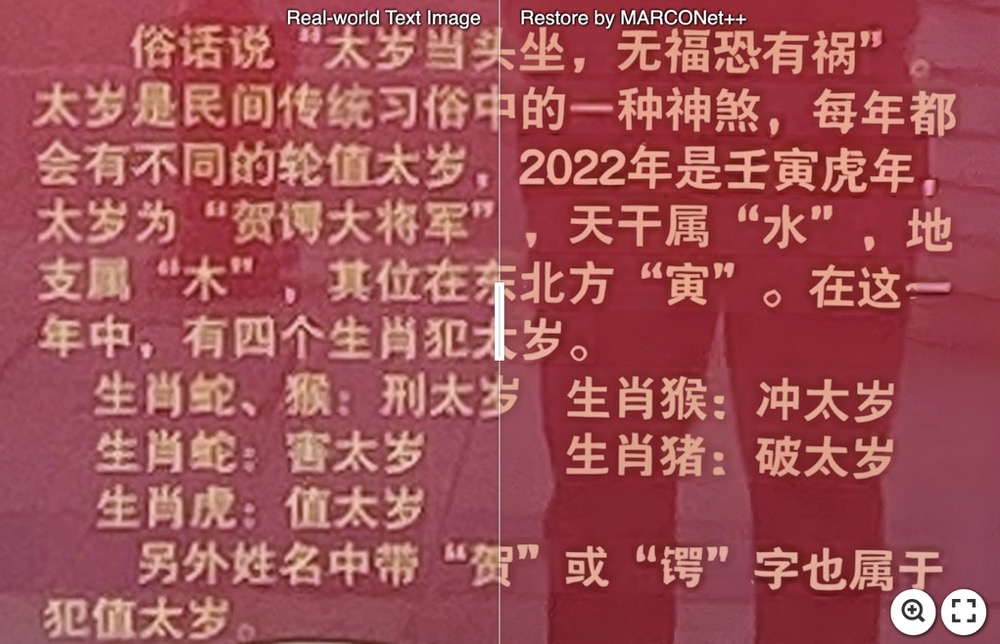 Real-world Text Image Restore by MARCONet++
俗话说“太岁当头坐，无福恐有祸”。
太岁是民间传统习俗中的一种神煞，每年都
会有不同的轮值太岁，2022年是壬寅虎年，
太岁为“贺谔大将军”，天干属“水”，地
支属“木”，其位在东北方“寅”。在这一
年中，有四个生肖犯太岁。
生肖蛇、猴：刑太岁 生肖猴：冲太岁
生肖蛇：害太岁 生肖猪：破太岁
生肖虎：值太岁
另外姓名中带“贺”或“锷”字也属于
犯值太岁。